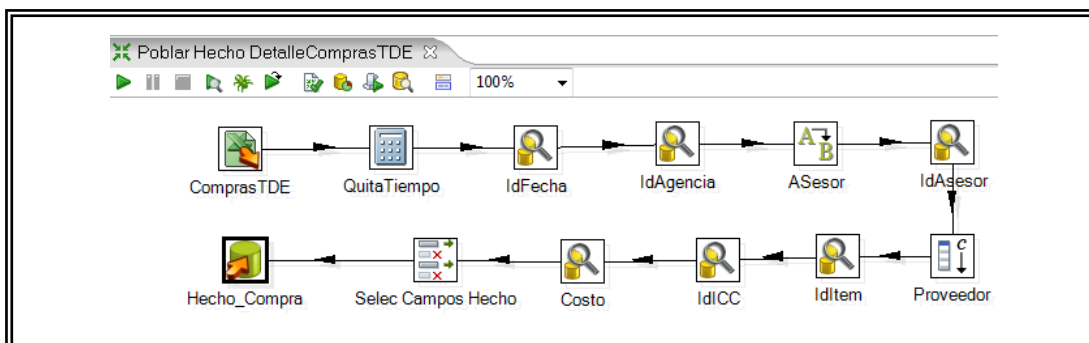 Poblar Hecho DetalleComprasTDE
100%
ComprasTDE
QuitaTiempo
IdFecha
IdAgencia
A
B
ASesor
IdAsesor
Hecho_Compra
Selec Campos Hecho
Costo
IdICC
IdItem
c
Proveedor